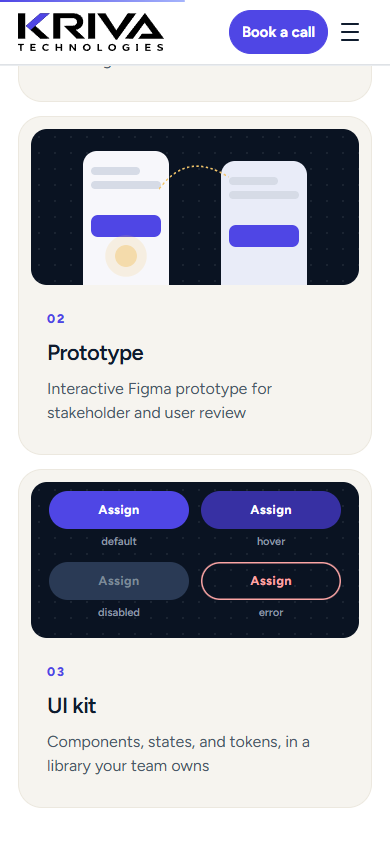 KRIVA
TECHNOLOGIES
Book a call
02
Prototype
Interactive Figma prototype for
stakeholder and user review
Assign
Assign
default
hover
Assign
Assign
disabled
error
03
UI kit
Components, states, and tokens, in a
library your team owns